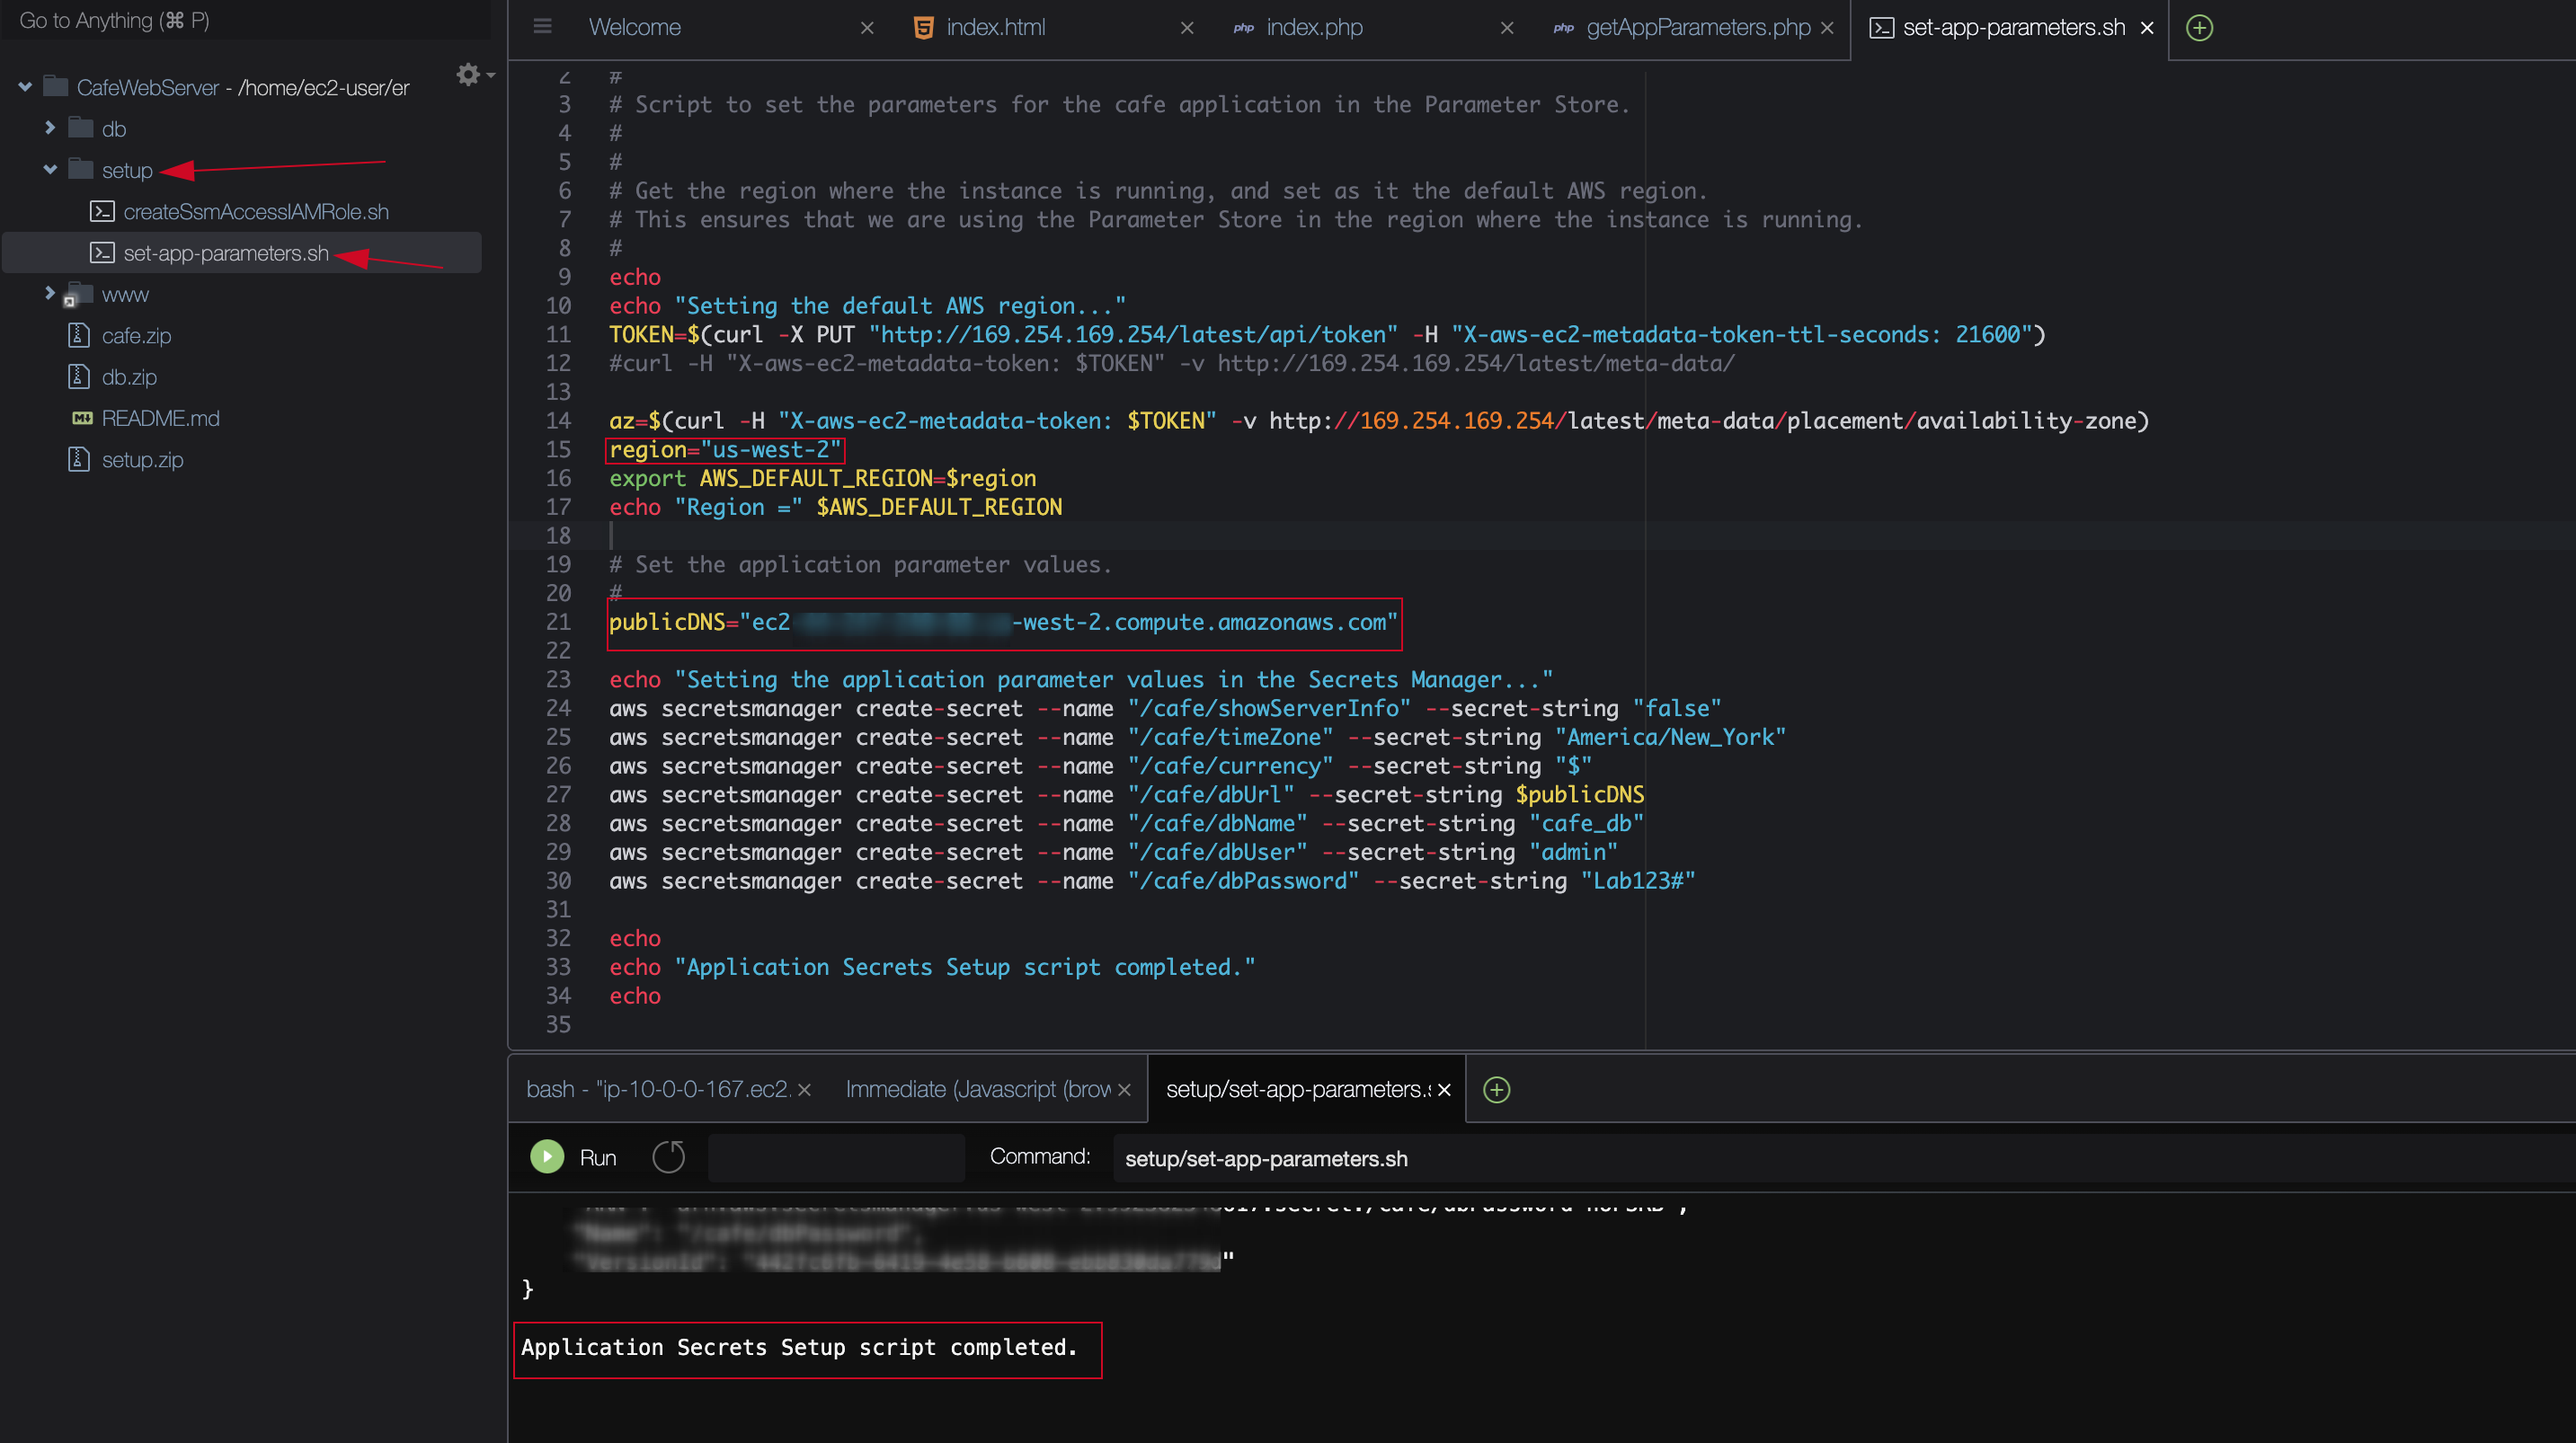 Go to Anything (⌘ P)
Welcome
index.html
php index.php
php getAppParameters.php
set-app-parameters.sh
CafeWebServer - /home/ec2-user/er
db
setup
createSsmAccessIAMRole.sh
set-app-parameters.sh
www
cafe.zip
db.zip
README.md
setup.zip
2 #
3 # Script to set the parameters for the cafe application in the Parameter Store.
4 #
5 #
6 # Get the region where the instance is running, and set as it the default AWS region.
7 # This ensures that we are using the Parameter Store in the region where the instance is running.
8 #
9 echo
10 echo "Setting the default AWS region..."
11 TOKEN=$(curl -X PUT "http://169.254.169.254/latest/api/token" -H "X-aws-ec2-metadata-token-ttl-seconds: 21600")
12 #curl -H "X-aws-ec2-metadata-token: $TOKEN" -v http://169.254.169.254/latest/meta-data/
13
14 az=$(curl -H "X-aws-ec2-metadata-token: $TOKEN" -v http://169.254.169.254/latest/meta-data/placement/availability-zone)
15 region="us-west-2"
16 export AWS_DEFAULT_REGION=$region
17 echo "Region =" $AWS_DEFAULT_REGION
18
19 # Set the application parameter values.
20 #
21 publicDNS="ec2 -west-2.compute.amazonaws.com"
22
23 echo "Setting the application parameter values in the Secrets Manager..."
24 aws secretsmanager create-secret --name "/cafe/showServerInfo" --secret-string "false"
25 aws secretsmanager create-secret --name "/cafe/timeZone" --secret-string "America/New_York"
26 aws secretsmanager create-secret --name "/cafe/currency" --secret-string "$"
27 aws secretsmanager create-secret --name "/cafe/dbUrl" --secret-string $publicDNS
28 aws secretsmanager create-secret --name "/cafe/dbName" --secret-string "cafe_db"
29 aws secretsmanager create-secret --name "/cafe/dbUser" --secret-string "admin"
30 aws secretsmanager create-secret --name "/cafe/dbPassword" --secret-string "Lab123#"
31
32 echo
33 echo "Application Secrets Setup script completed."
34 echo
35
bash - "ip-10-0-0-167.ec2.
Immediate (Javascript (brow
setup/set-app-parameters.s
Run
Command:
setup/set-app-parameters.sh
"Name": "/cafe/dbPassword",
"VersionId":
}
Application Secrets Setup script completed.